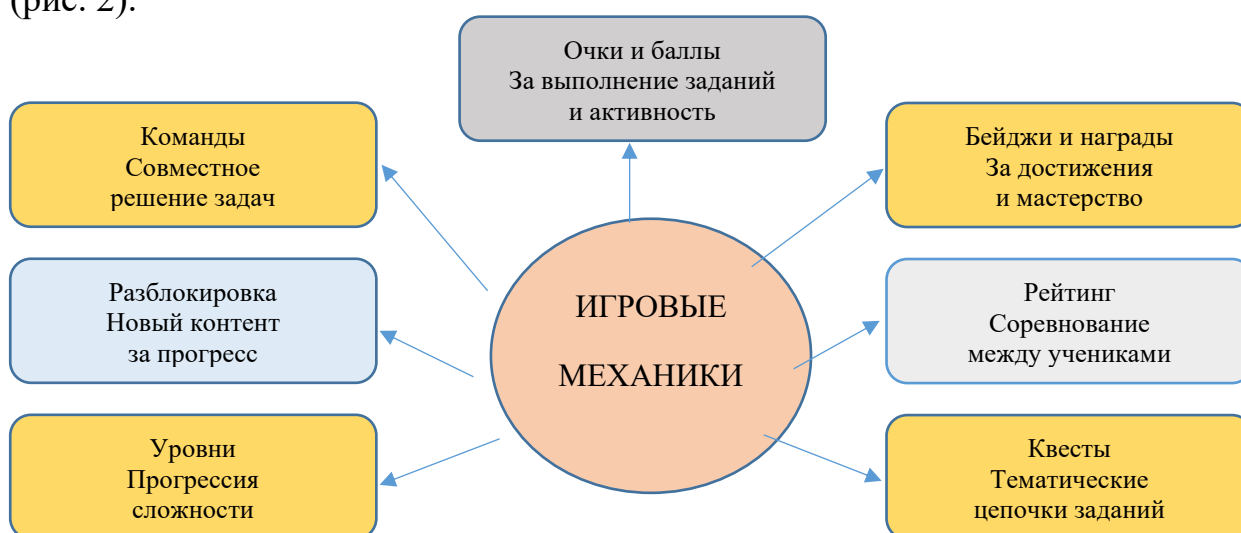 (рис. 2).
Очки и баллы
За выполнение заданий
и активность
Команды
Совместное
решение задач
Бейджи и награды
За достижения
и мастерство
Разблокировка
Новый контент
за прогресс
ИГРОВЫЕ
МЕХАНИКИ
Рейтинг
Соревнование
между учениками
Уровни
Прогрессия
сложности
Квесты
Тематические
цепочки заданий